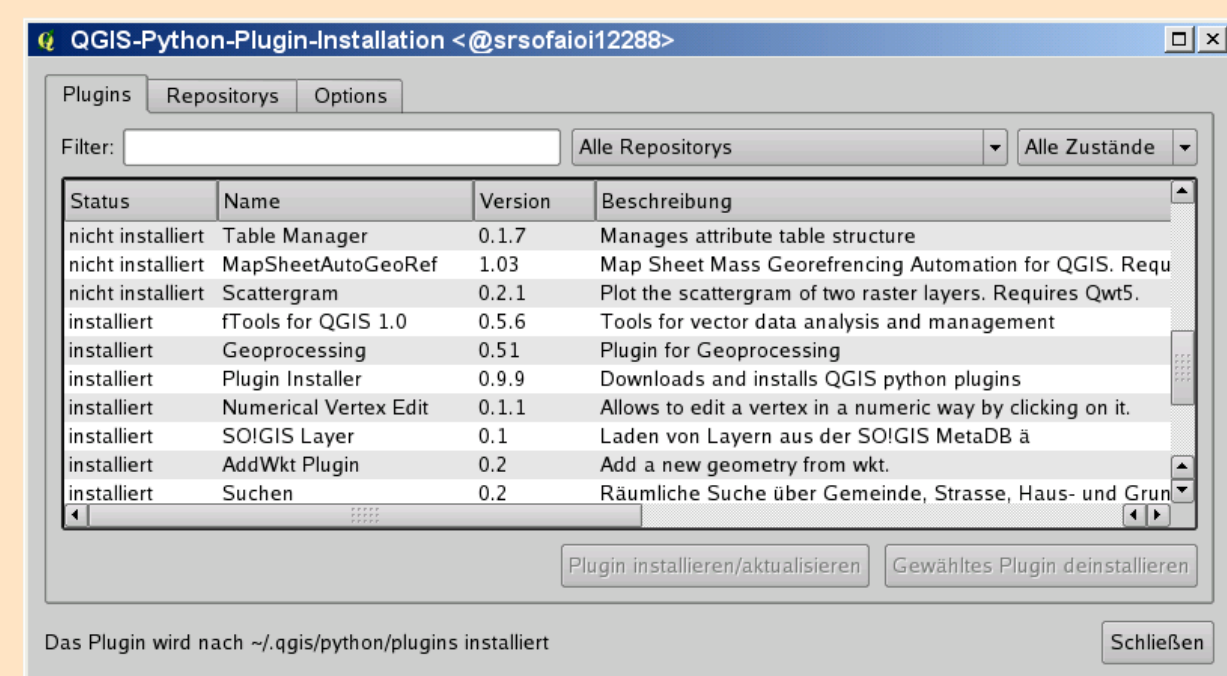 QGIS-Python-Plugin-Installation <@srsofaioi12288>
Plugins Repositorys Options
Filter: Alle Repositorys Alle Zustände
Status Name Version Beschreibung
nicht installiert Table Manager 0.1.7 Manages attribute table structure
nicht installiert MapSheetAutoGeoRef 1.03 Map Sheet Mass Georefrencing Automation for QGIS. Requ
nicht installiert Scattergram 0.2.1 Plot the scattergram of two raster layers. Requires Qwt5.
installiert fTools for QGIS 1.0 0.5.6 Tools for vector data analysis and management
installiert Geoprocessing 0.51 Plugin for Geoprocessing
installiert Plugin Installer 0.9.9 Downloads and installs QGIS python plugins
installiert Numerical Vertex Edit 0.1.1 Allows to edit a vertex in a numeric way by clicking on it.
installiert SO!GIS Layer 0.1 Laden von Layern aus der SO!GIS MetaDB ä
installiert AddWkt Plugin 0.2 Add a new geometry from wkt.
installiert Suchen 0.2 Räumliche Suche über Gemeinde, Strasse, Haus- und Grun
Plugin installieren/aktualisieren Gewähltes Plugin deinstallieren
Das Plugin wird nach ~/.qgis/python/plugins installiert Schließen